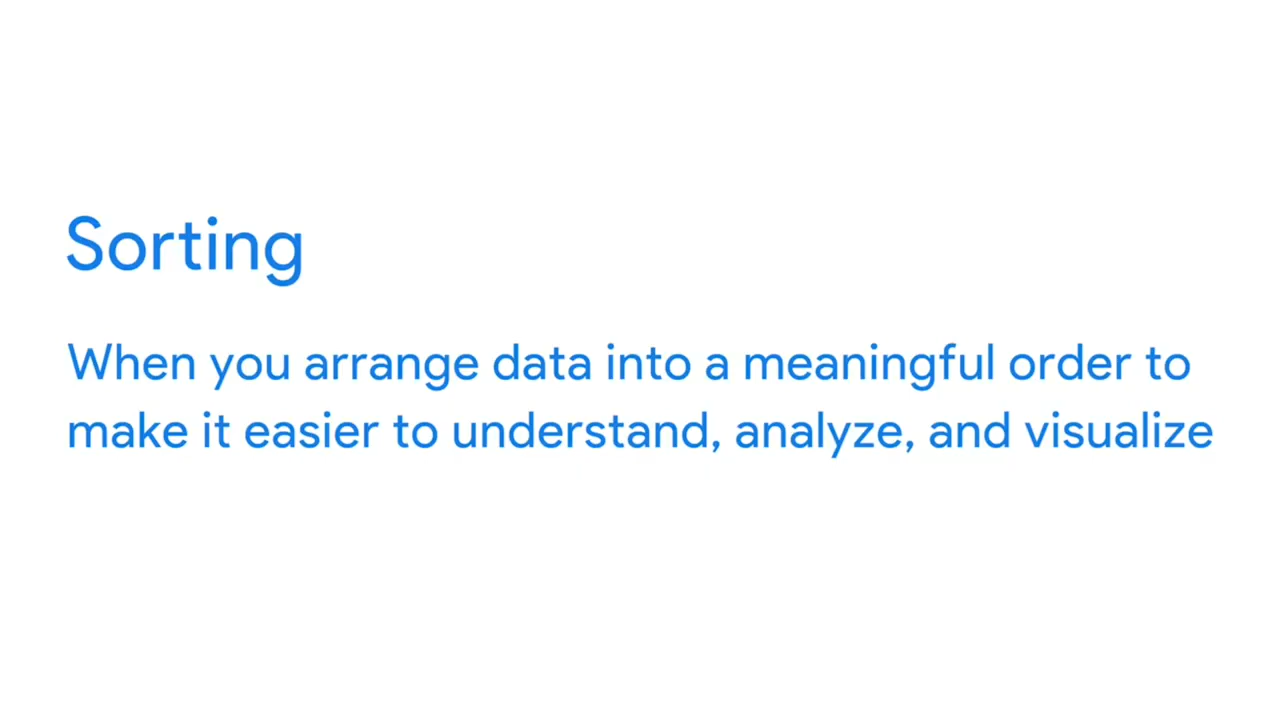 Sorting
When you arrange data into a meaningful order to
make it easier to understand, analyze, and visualize